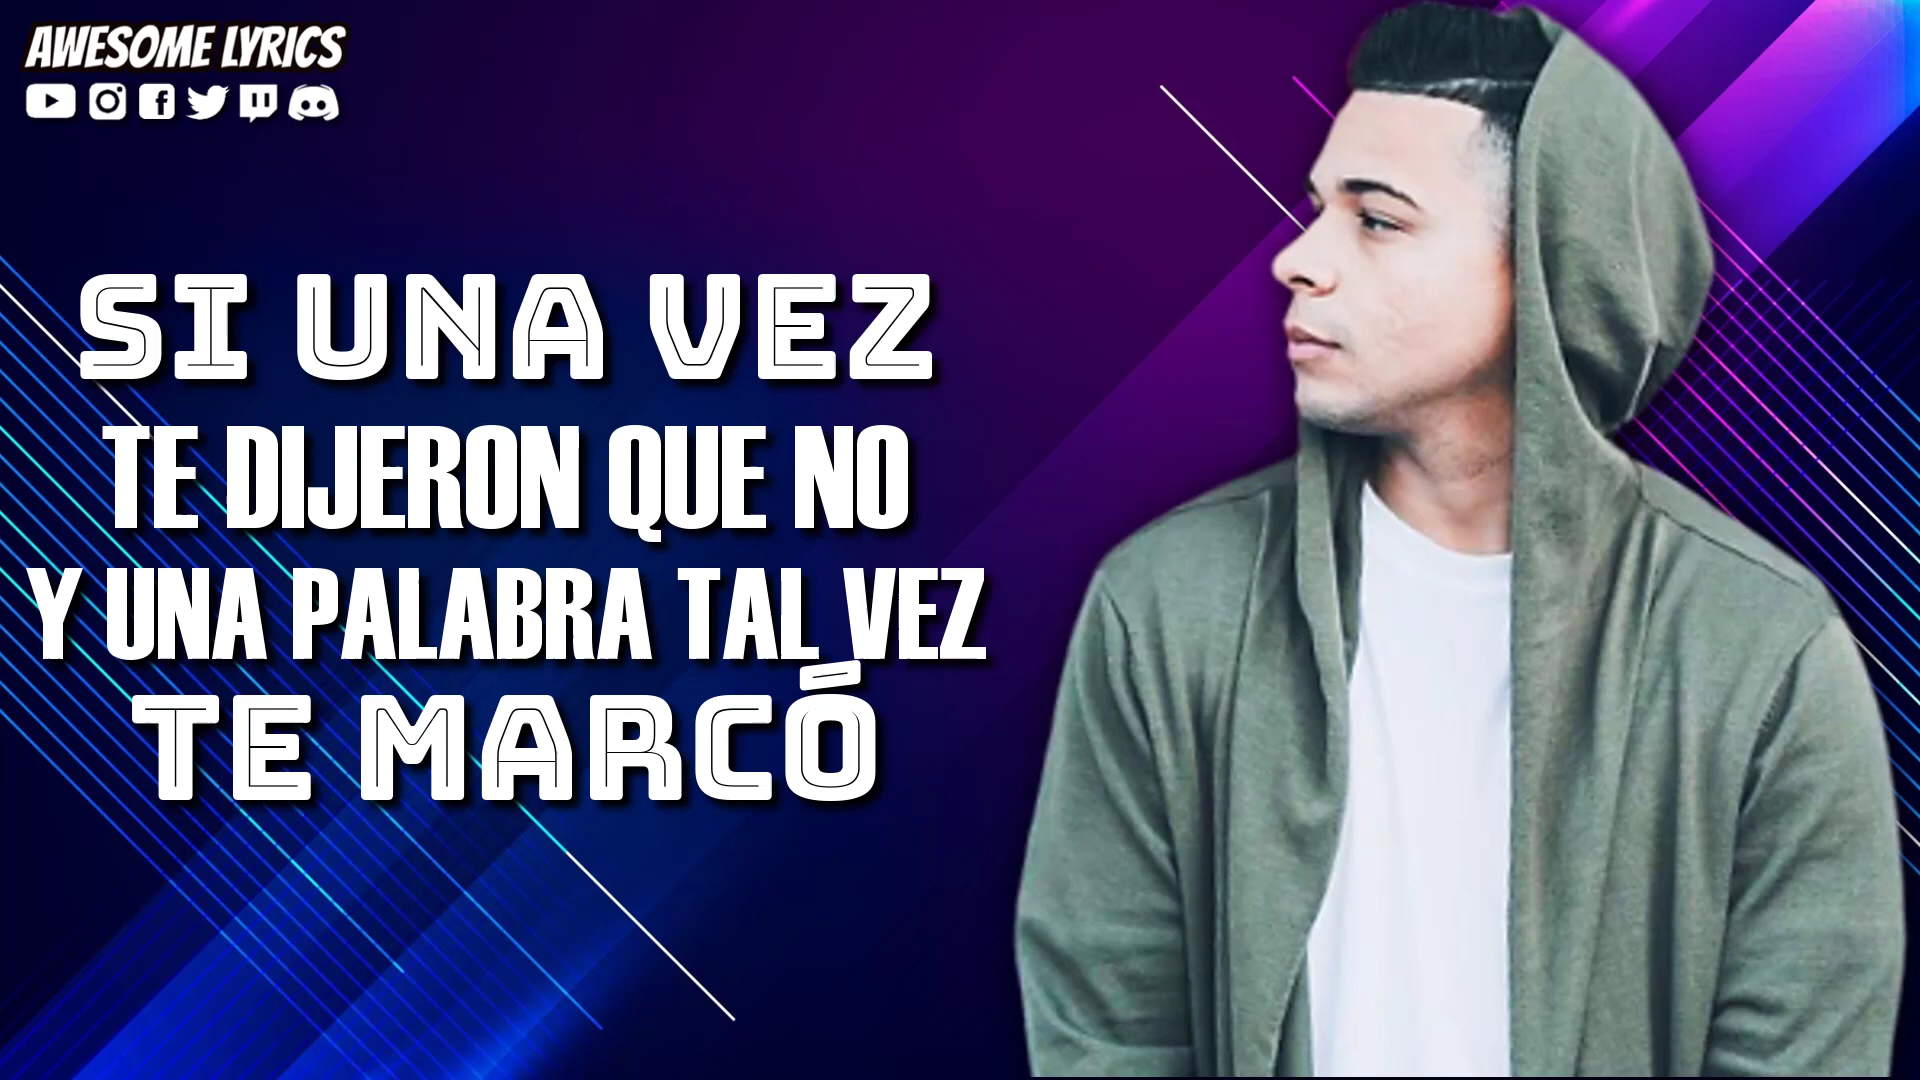 AWESOME LYRICS
SI UNA VEZ
TE DIJERON QUE NO
Y UNA PALABRA TAL VEZ
TE MARCÓ